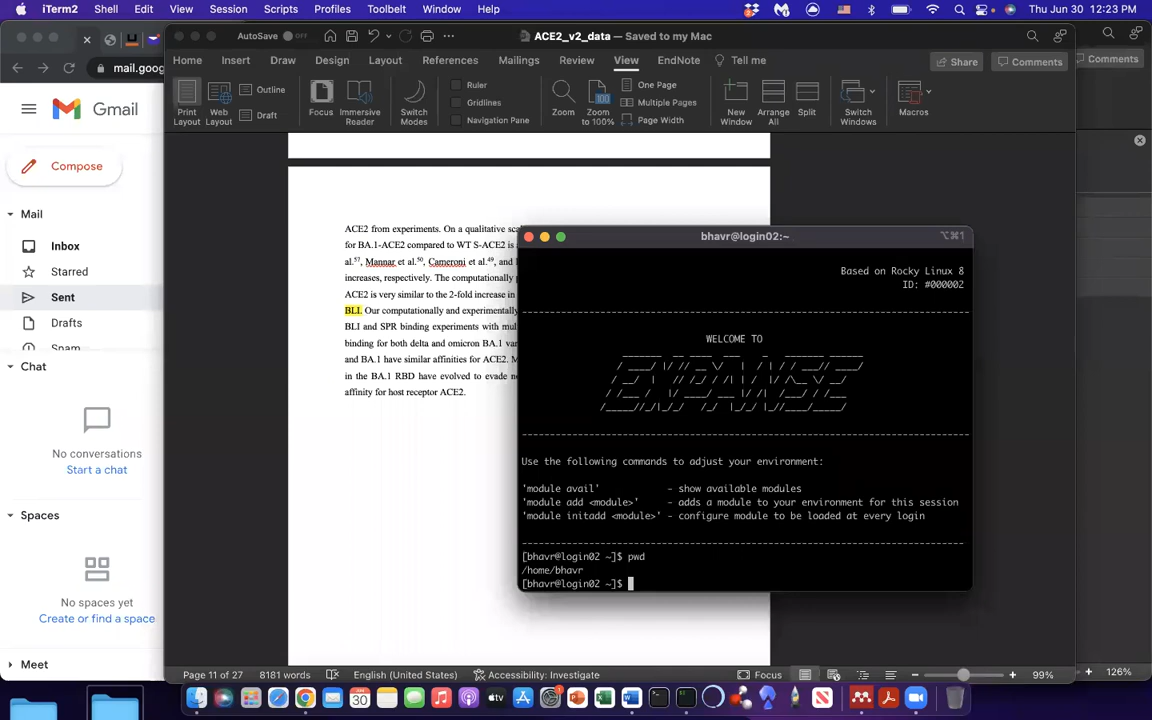 iTerm2 Shell Edit View Session Scripts Profiles Toolbelt Window Help Thu Jun 30 12:23 PM
AutoSave OFF ACE2_v2_data — Saved to my Mac
mail.goog
Home Insert Draw Design Layout References Mailings Review View EndNote Tell me Share Comments Comments
Print Layout
Web Layout
Outline
Draft
Focus
Immersive Reader
Switch Modes
Ruler
Gridlines
Navigation Pane
Zoom
Zoom to 100%
One Page
Multiple Pages
Page Width
New Window
Arrange All
Split
Switch Windows
Macros
Gmail
Compose
Mail
Inbox
Starred
Sent
Drafts
Spam
Chat
No conversations
Start a chat
Spaces
No spaces yet
Create or find a space
Meet
ACE2 from experiments. On a qualitative sca
for BA.1-ACE2 compared to WT S-ACE2 is
al.57, Mannar et al.50, Cameroni et al.49, and
increases, respectively. The computationally p
ACE2 is very similar to the 2-fold increase in
BLI. Our computationally and experimentally
BLI and SPR binding experiments with mul
binding for both delta and omicron BA.1 var
and BA.1 have similar affinities for ACE2. M
in the BA.1 RBD have evolved to evade n
affinity for host receptor ACE2.
bhavr@login02:~ ⌥⌘1
Based on Rocky Linux 8
ID: #000002
WELCOME TO
Use the following commands to adjust your environment:
'module avail' - show available modules
'module add <module>' - adds a module to your environment for this session
'module initadd <module>' - configure module to be loaded at every login
[bhavr@login02 ~]$ pwd
/home/bhavr
[bhavr@login02 ~]$
Page 11 of 27 8181 words English (United States) Accessibility: Investigate Focus 99% 126%